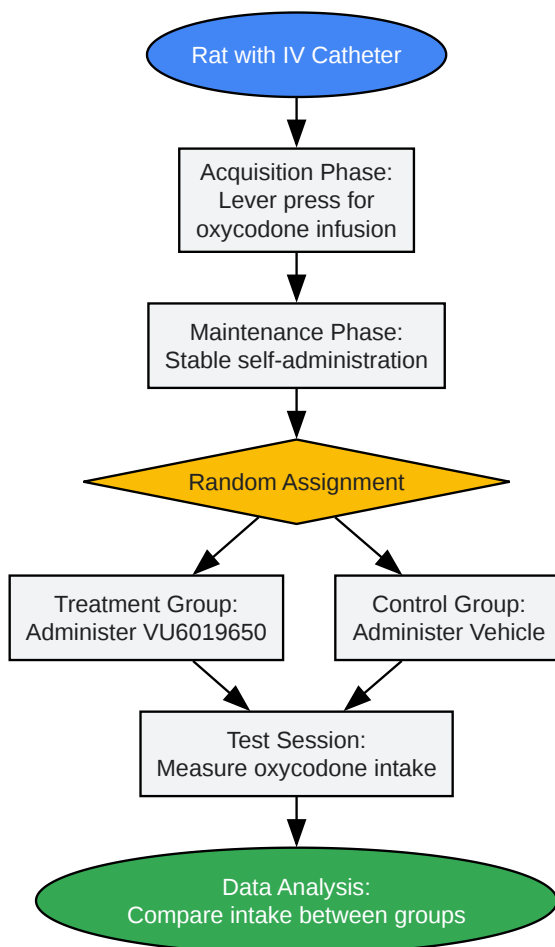 Rat with IV Catheter
Acquisition Phase:
Lever press for
oxycodone infusion
Maintenance Phase:
Stable self-administration
Random Assignment
Treatment Group:
Administer VU6019650
Control Group:
Administer Vehicle
Test Session:
Measure oxycodone intake
Data Analysis:
Compare intake between groups